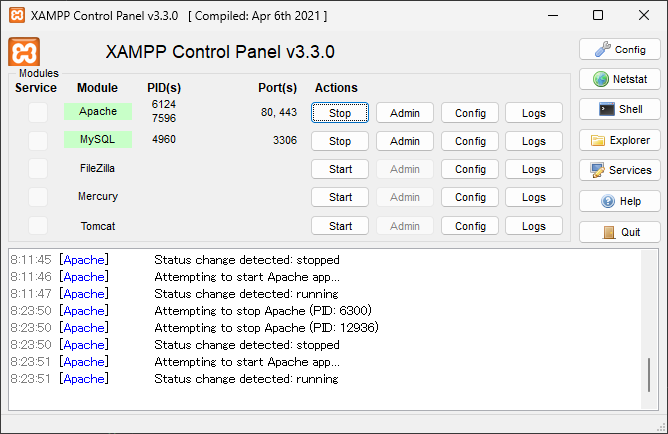 XAMPP Control Panel v3.3.0 [ Compiled: Apr 6th 2021 ]
XAMPP Control Panel v3.3.0
Config
Modules
Service Module PID(s) Port(s) Actions
Netstat
Apache 6124 7596 80, 443 Stop Admin Config Logs
Shell
MySQL 4960 3306 Stop Admin Config Logs
Explorer
FileZilla Start Admin Config Logs
Services
Mercury Start Admin Config Logs
Help
Tomcat Start Admin Config Logs
Quit
8:11:45 [Apache] Status change detected: stopped
8:11:46 [Apache] Attempting to start Apache app...
8:11:47 [Apache] Status change detected: running
8:23:50 [Apache] Attempting to stop Apache (PID: 6300)
8:23:50 [Apache] Attempting to stop Apache (PID: 12936)
8:23:50 [Apache] Status change detected: stopped
8:23:51 [Apache] Attempting to start Apache app...
8:23:51 [Apache] Status change detected: running